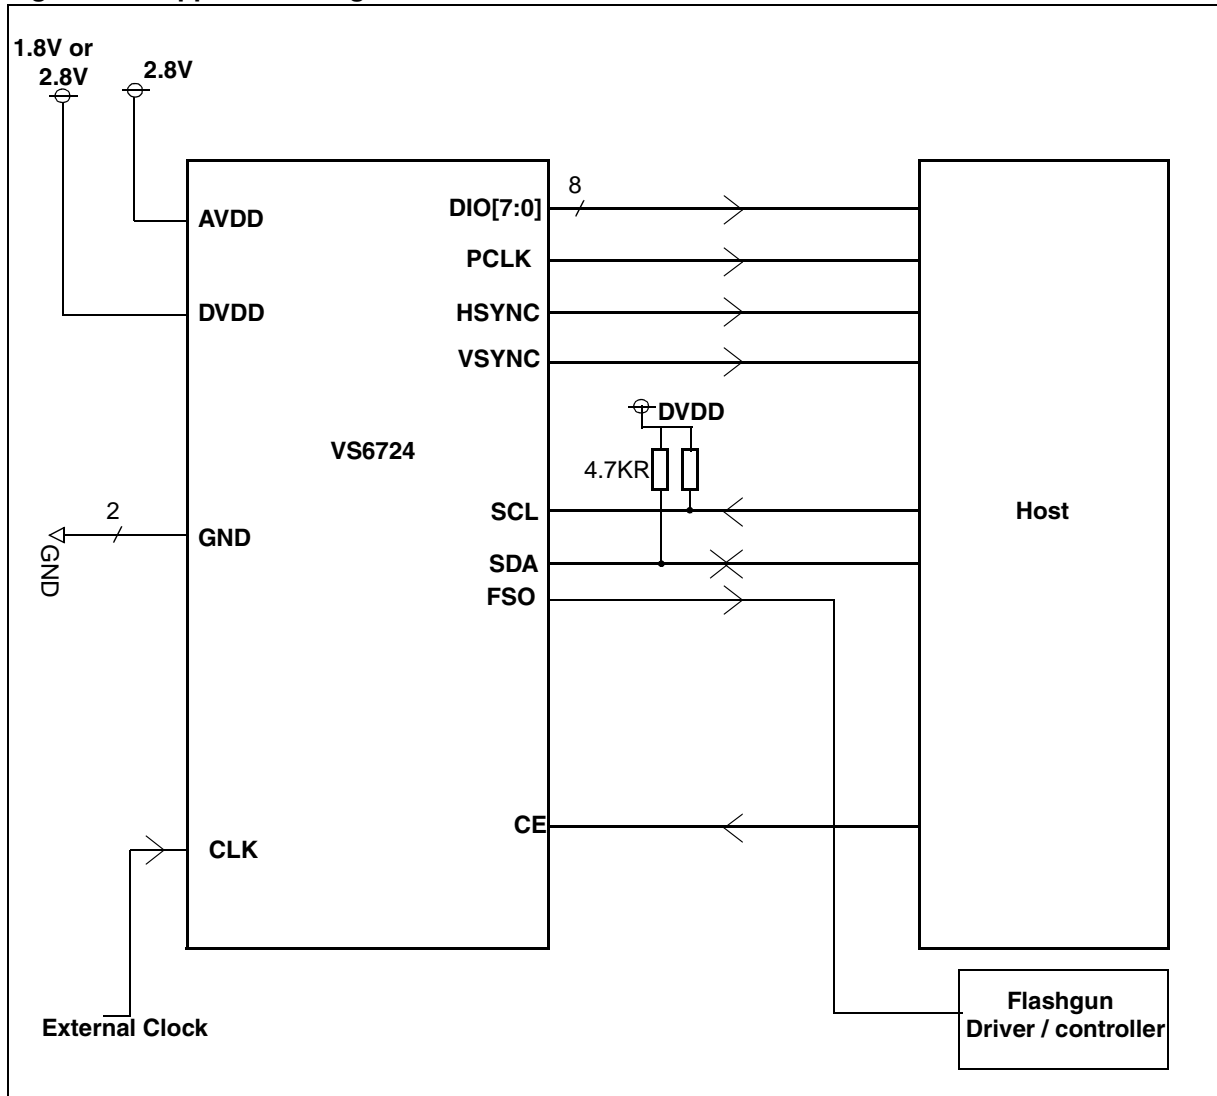 1.8V or
2.8V
2.8V
AVDD
DVDD
VS6724
GND
2
GND
CLK
External Clock
DIO[7:0]
8
PCLK
HSYNC
VSYNC
DVDD
4.7KR
SCL
SDA
FSO
CE
Host
Flashgun
Driver / controller